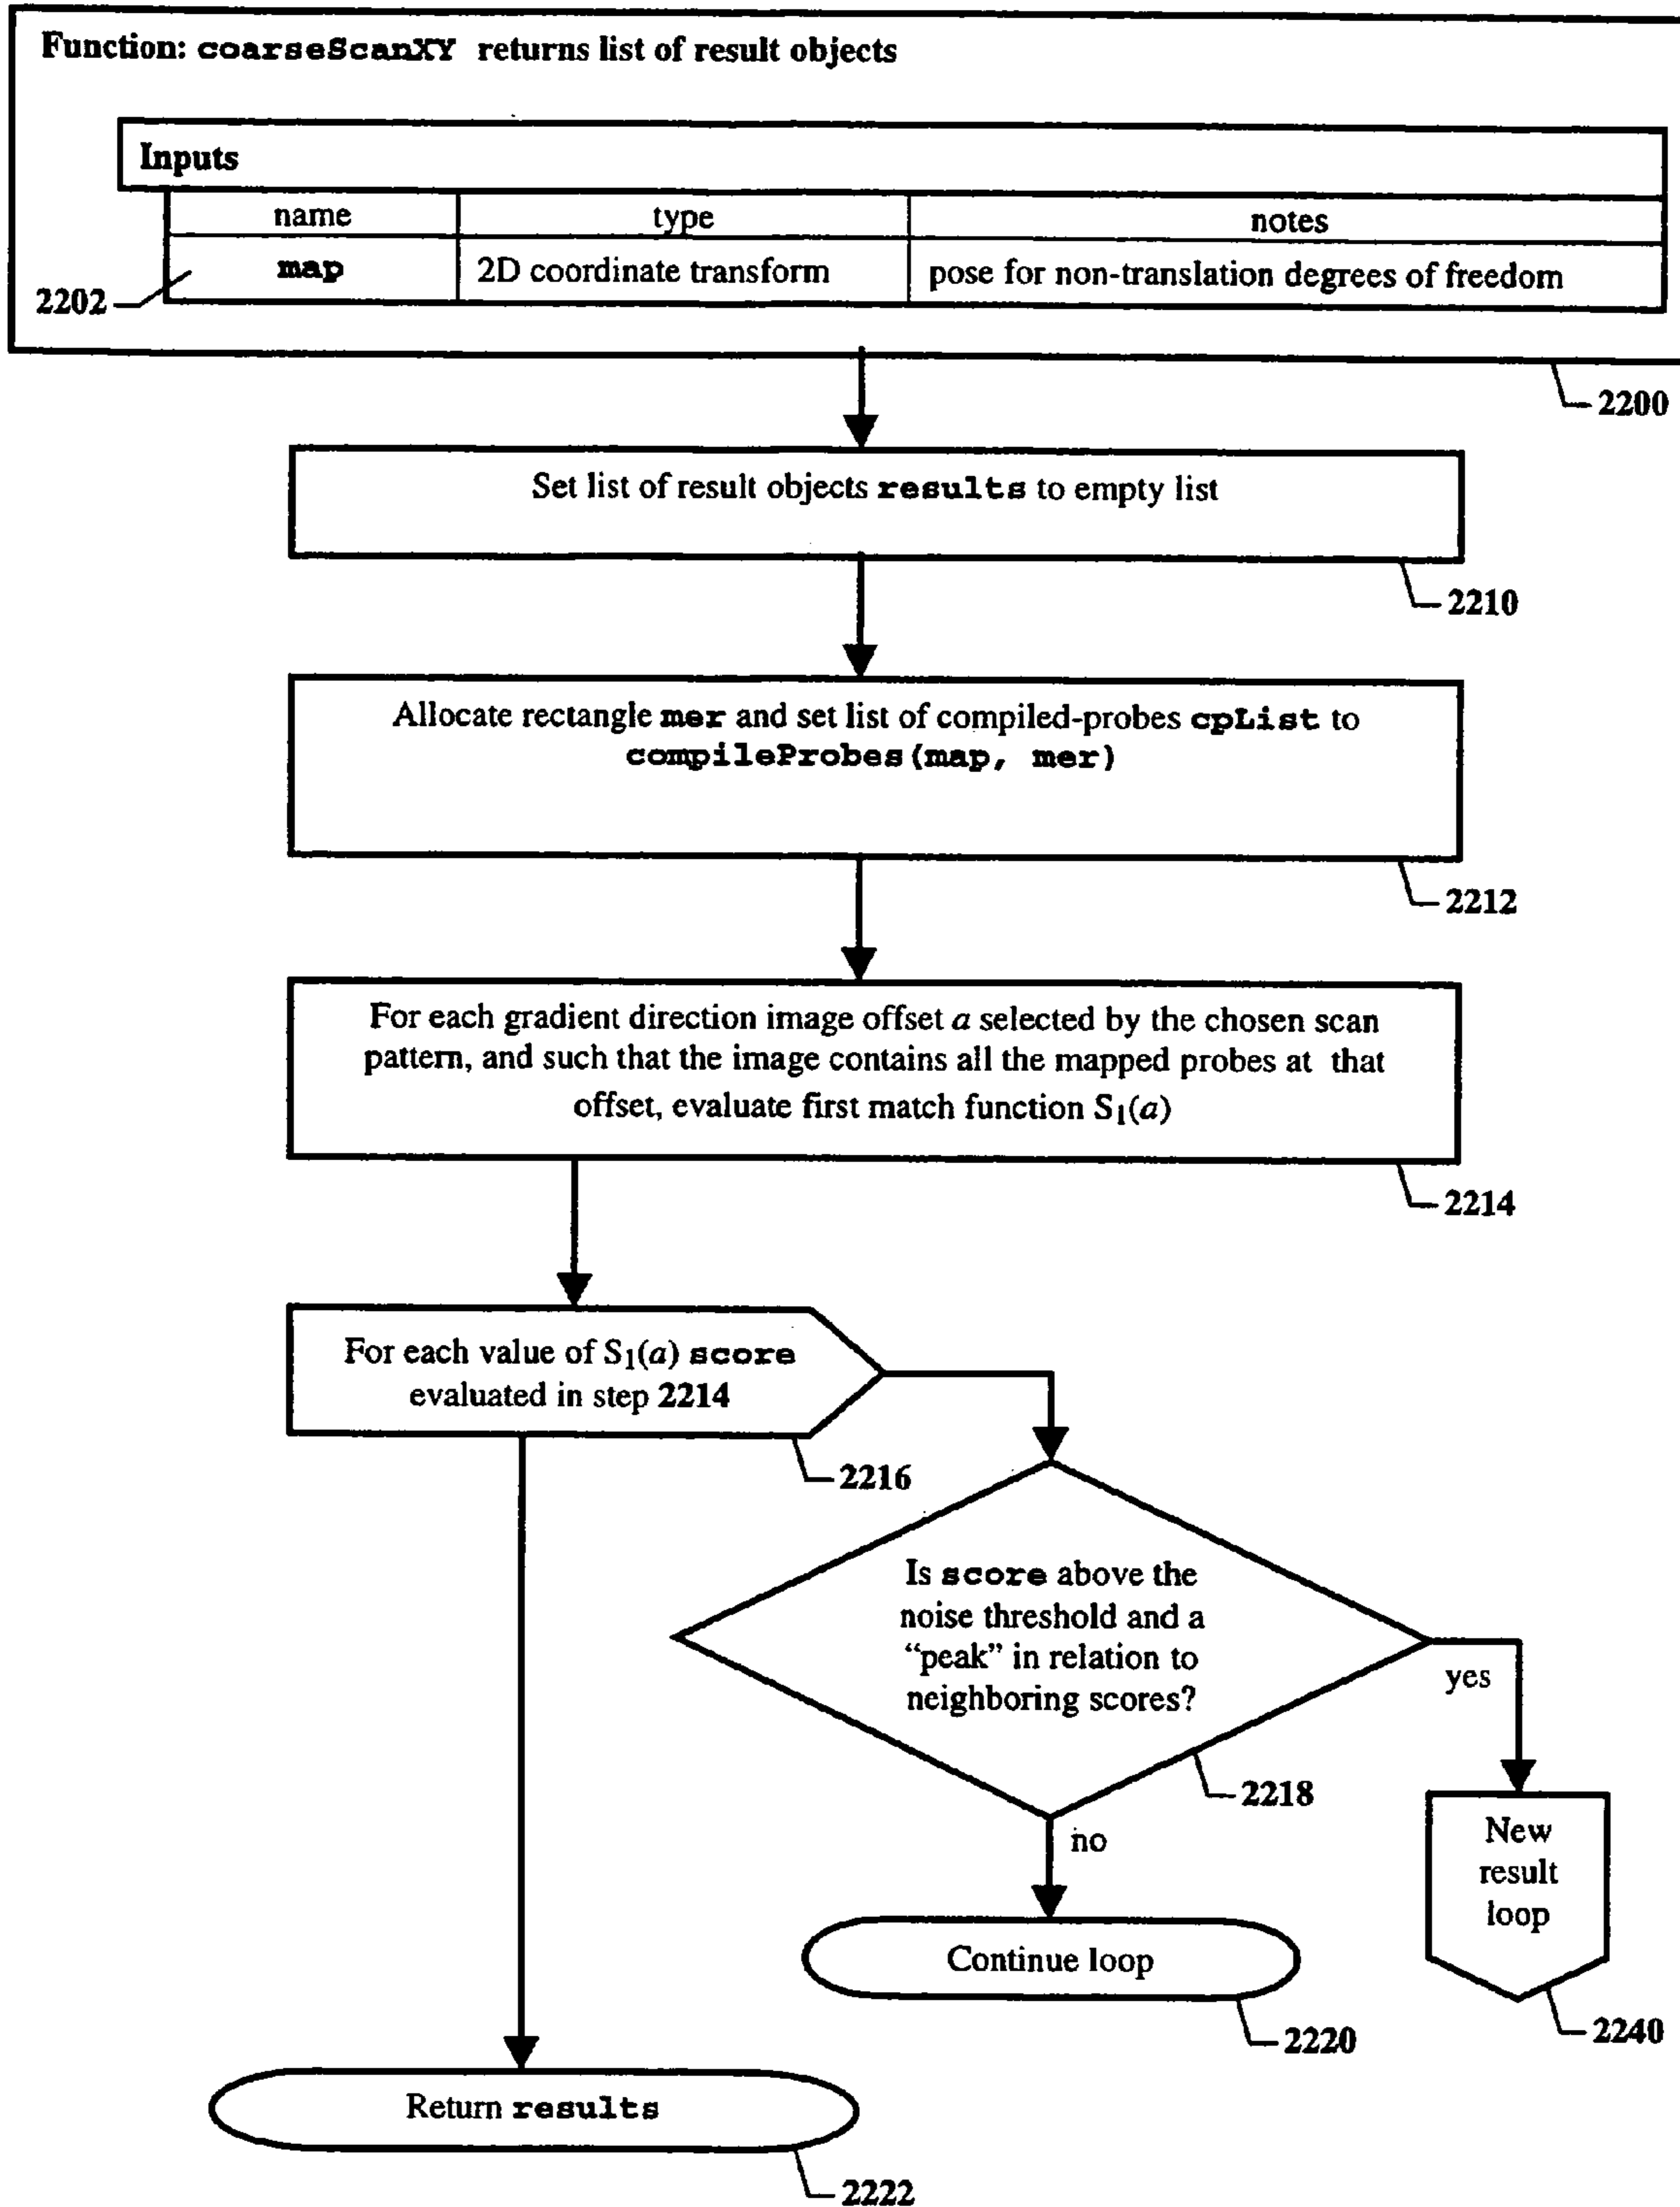 Function: coarseScanXY returns list of result objects
Inputs
name type notes
map 2D coordinate transform pose for non-translation degrees of freedom
2202
2200
Set list of result objects results to empty list
2210
Allocate rectangle mer and set list of compiled-probes cpList to
compileProbes(map, mer)
2212
For each gradient direction image offset a selected by the chosen scan
pattern, and such that the image contains all the mapped probes at that
offset, evaluate first match function S1(a)
2214
For each value of S1(a) score
evaluated in step 2214
2216
Is score above the
noise threshold and a
“peak” in relation to
neighboring scores?
yes
2218
no
New
result
loop
Continue loop
2220
2240
Return results
2222